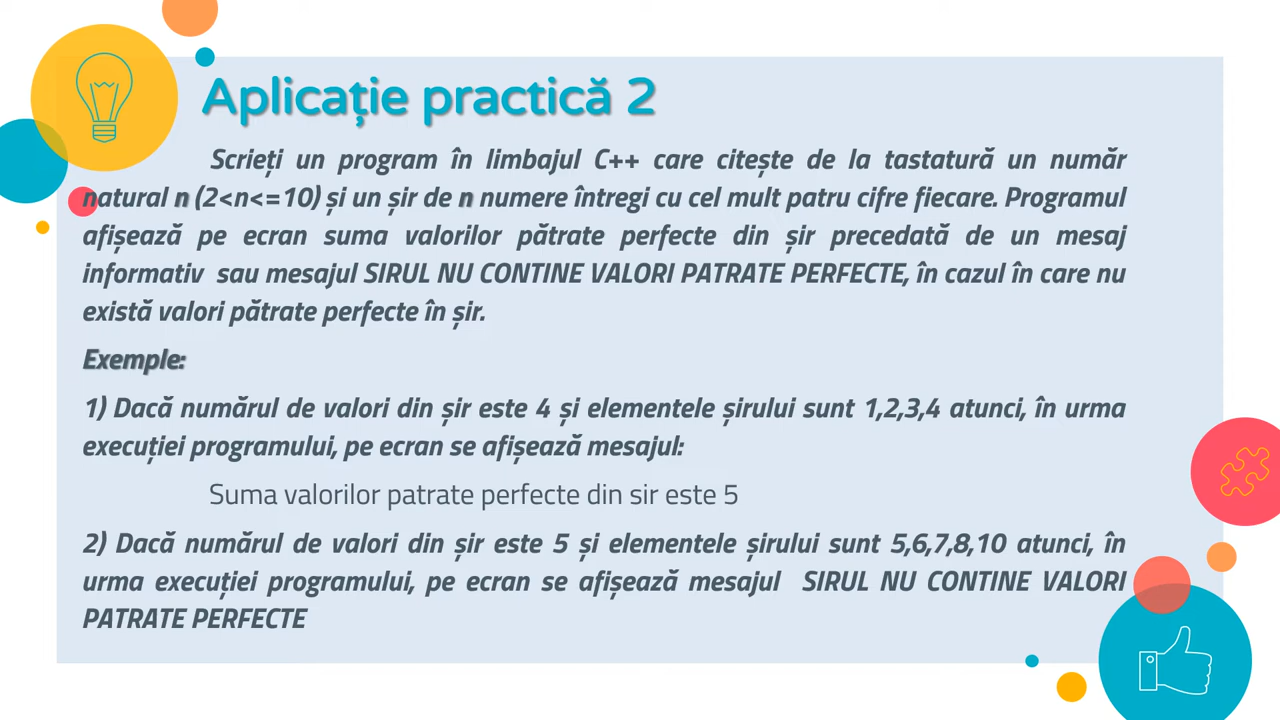 Aplicație practică 2
Scrieți un program în limbajul C++ care citește de la tastatură un număr
natural n (2<n<=10) și un șir de n numere întregi cu cel mult patru cifre fiecare. Programul
afișează pe ecran suma valorilor pătrate perfecte din șir precedată de un mesaj
informativ sau mesajul SIRUL NU CONTINE VALORI PATRATE PERFECTE, în cazul în care nu
există valori pătrate perfecte în șir.
Exemple:
1) Dacă numărul de valori din șir este 4 și elementele șirului sunt 1,2,3,4 atunci, în urma
execuției programului, pe ecran se afișează mesajul:
Suma valorilor patrate perfecte din sir este 5
2) Dacă numărul de valori din șir este 5 și elementele șirului sunt 5,6,7,8,10 atunci, în
urma execuției programului, pe ecran se afișează mesajul SIRUL NU CONTINE VALORI
PATRATE PERFECTE